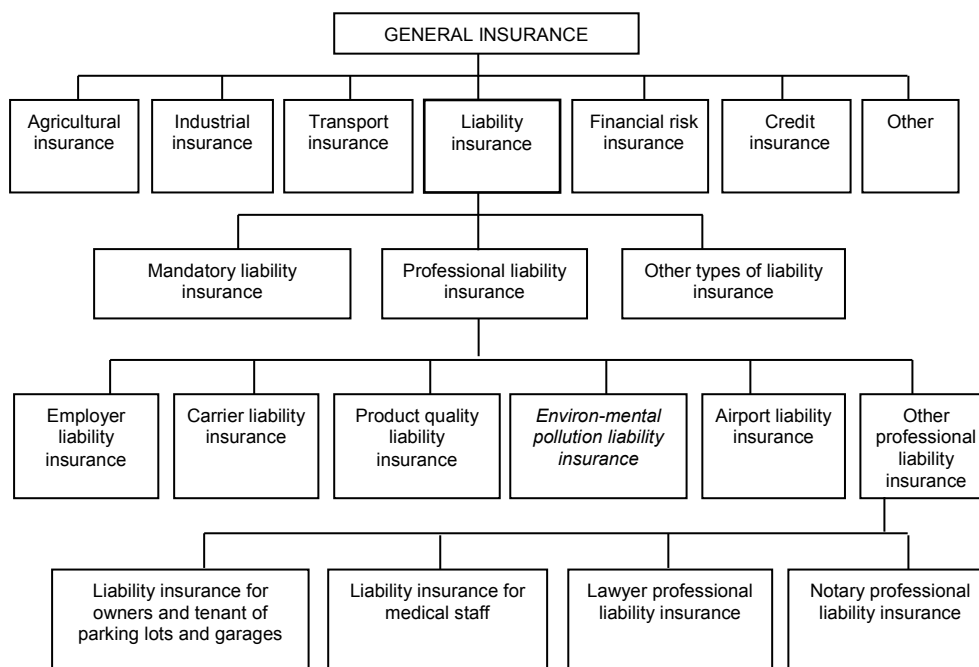 GENERAL INSURANCE
Agricultural
insurance
Industrial
insurance
Transport
insurance
Liability
insurance
Financial risk
insurance
Credit
insurance
Other
Mandatory liability
insurance
Professional liability
insurance
Other types of liability
insurance
Employer
liability
insurance
Carrier liability
insurance
Product quality
liability
insurance
Environ-mental
pollution liability
insurance
Airport liability
insurance
Other
professional
liability
insurance
Liability insurance for
owners and tenant of
parking lots and garages
Liability insurance for
medical staff
Lawyer professional
liability insurance
Notary professional
liability insurance